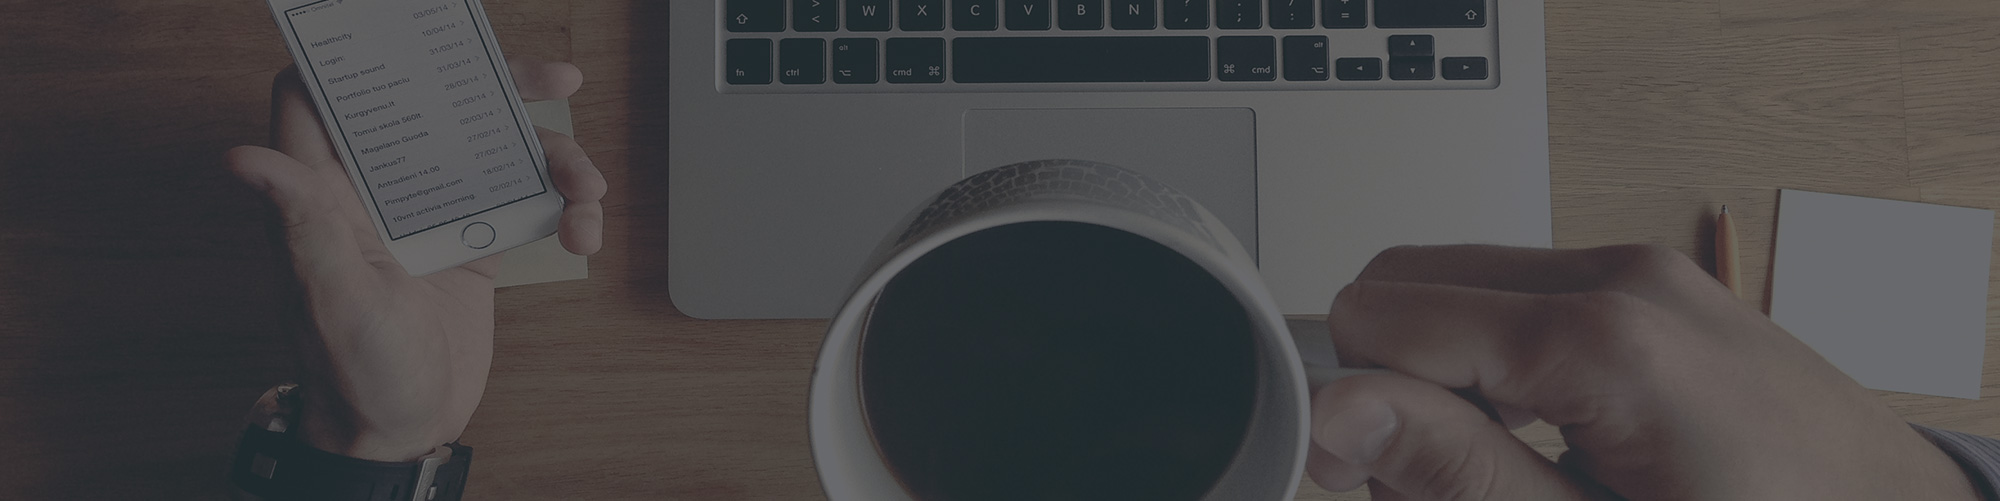 03/05/14
Healthcity 10/04/14
Login: 31/03/14
Startup sound 31/03/14
Portfolio tuo paciu 28/03/14
Kurgyvenu.lt 02/03/14
Tomui skola 560lt. 02/03/14
Magalano Guoda 27/02/14
Jankus77 27/02/14
Antradieni 14.00 18/02/14
Pimpyte@gmail.com 03/02/14
10vnt activia morning.
> < W X C V B N ; : + =
fn ctrl alt cmd cmd alt